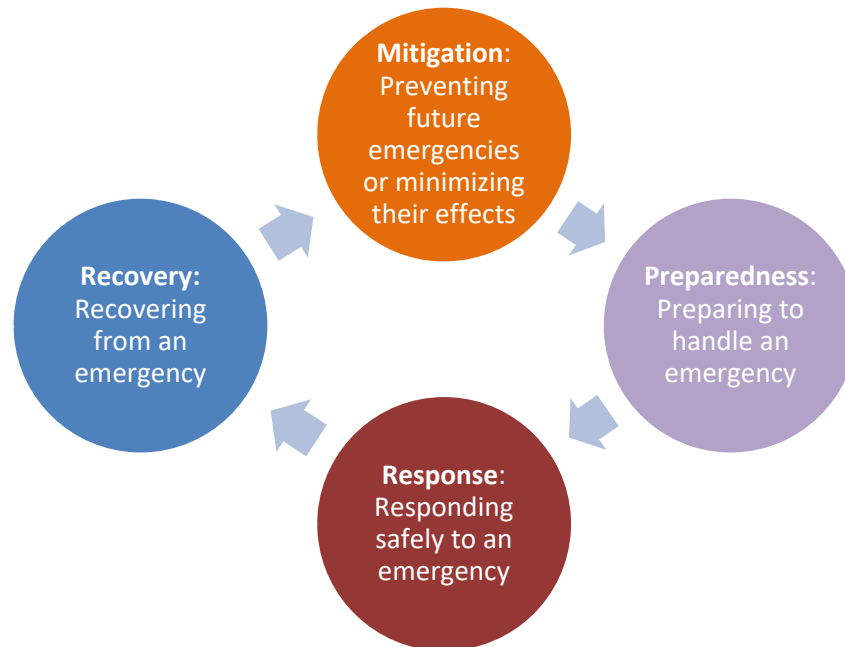 Mitigation:
Preventing
future
emergencies
or minimizing
their effects
Preparedness:
Preparing to
handle an
emergency
Response:
Responding
safely to an
emergency
Recovery:
Recovering
from an
emergency